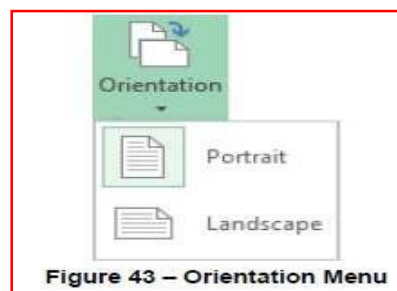 Orientation
Portrait
Landscape
Figure 43 – Orientation Menu